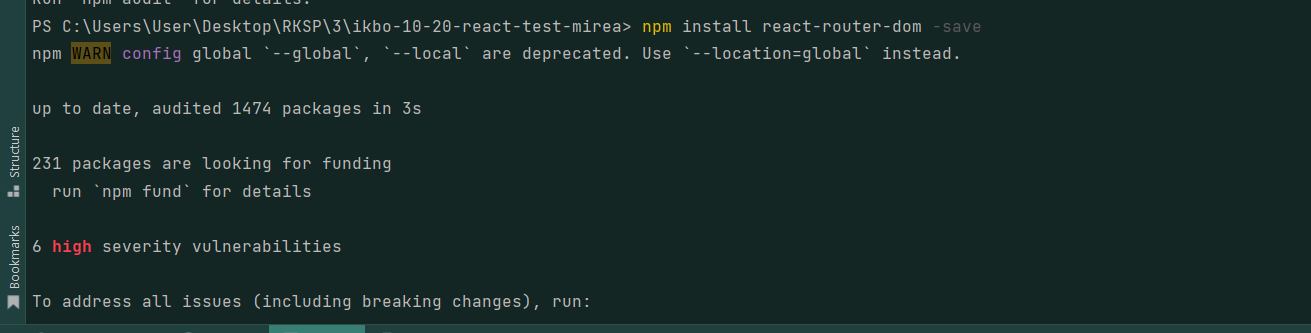 Run `npm audit` for details.
PS C:\Users\User\Desktop\RKSP\3\ikbo-10-20-react-test-mirea> npm install react-router-dom -save
npm WARN config global `--global`, `--local` are deprecated. Use `--location=global` instead.
up to date, audited 1474 packages in 3s
231 packages are looking for funding
run `npm fund` for details
6 high severity vulnerabilities
To address all issues (including breaking changes), run:
Structure
Bookmarks